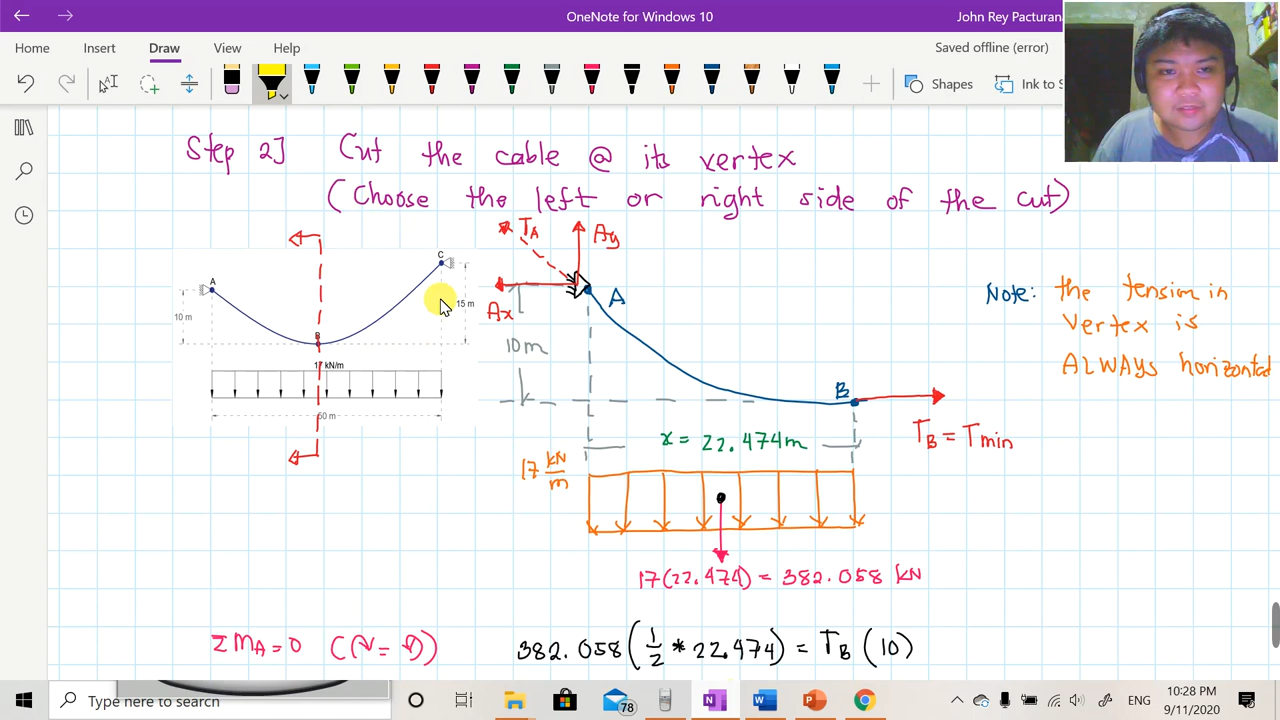 OneNote for Windows 10
John Rey Pacturan
Home
Insert
Draw
View
Help
Saved offline (error)
Shapes
Ink to S
Step 2] Cut the cable @ its vertex
(Choose the left or right side of the cut)
TA
Ay
A
C
Ax
A
10 m
15 m
10m
B
B
17 kN/m
50 m
x = 22.474m
TB = Tmin
17 kN/m
Note: the tension in
vertex is
ALWAYS horizontal
17(22.474) = 382.058 kN
ΣMA=0
382.058(1/2 * 22.474) = TB (10)
Type here to search
78
ENG
10:28 PM
9/11/2020